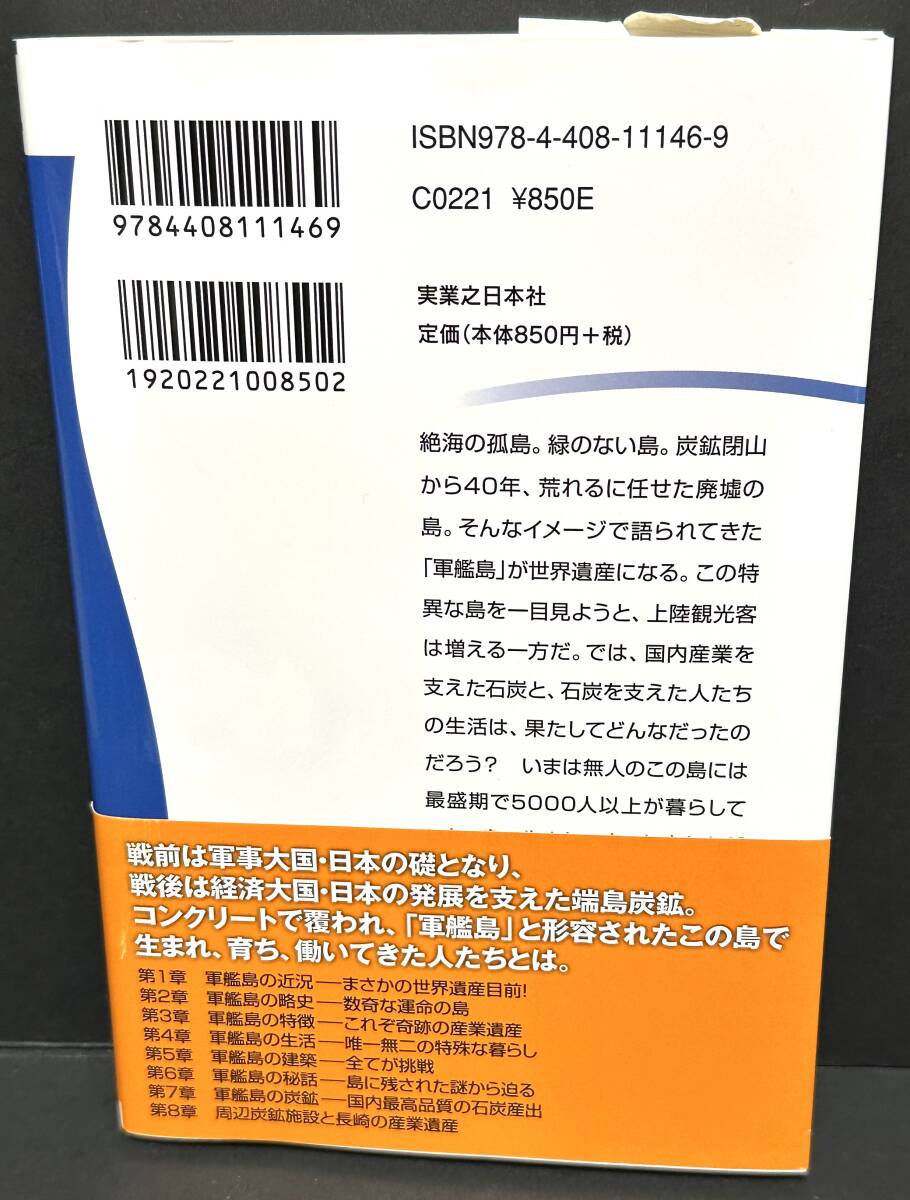 ISBN978-4-408-11146-9
9784408111469
C0221 ¥850E
実業之日本社
定価(本体850円+税)
1920221008502
絶海の孤島。緑のない島。炭鉱閉山
から40年、荒れるに任せた廃墟の
島。そんなイメージで語られてきた
「軍艦島」が世界遺産になる。この特
異な島を一目見ようと、上陸観光客
は増える一方だ。では、国内産業を
支えた石炭と、石炭を支えた人たち
の生活は、果たしてどんなだったの
だろう? いまは無人のこの島には
最盛期で5000人以上が暮らして
戦前は軍事大国・日本の礎となり、
戦後は経済大国・日本の発展を支えた端島炭鉱。
コンクリートで覆われ、「軍艦島」と形容されたこの島で
生まれ、育ち、働いてきた人たちとは。
第1章 軍艦島の近況──まさかの世界遺産目前!
第2章 軍艦島の略史──数奇な運命の島
第3章 軍艦島の特徴──これぞ奇跡の産業遺産
第4章 軍艦島の生活──唯一無二の特殊な暮らし
第5章 軍艦島の建築──全てが挑戦
第6章 軍艦島の秘話──島に残された謎から迫る
第7章 軍艦島の炭鉱──国内最高品質の石炭産出
第8章 周辺炭鉱施設と長崎の産業遺産